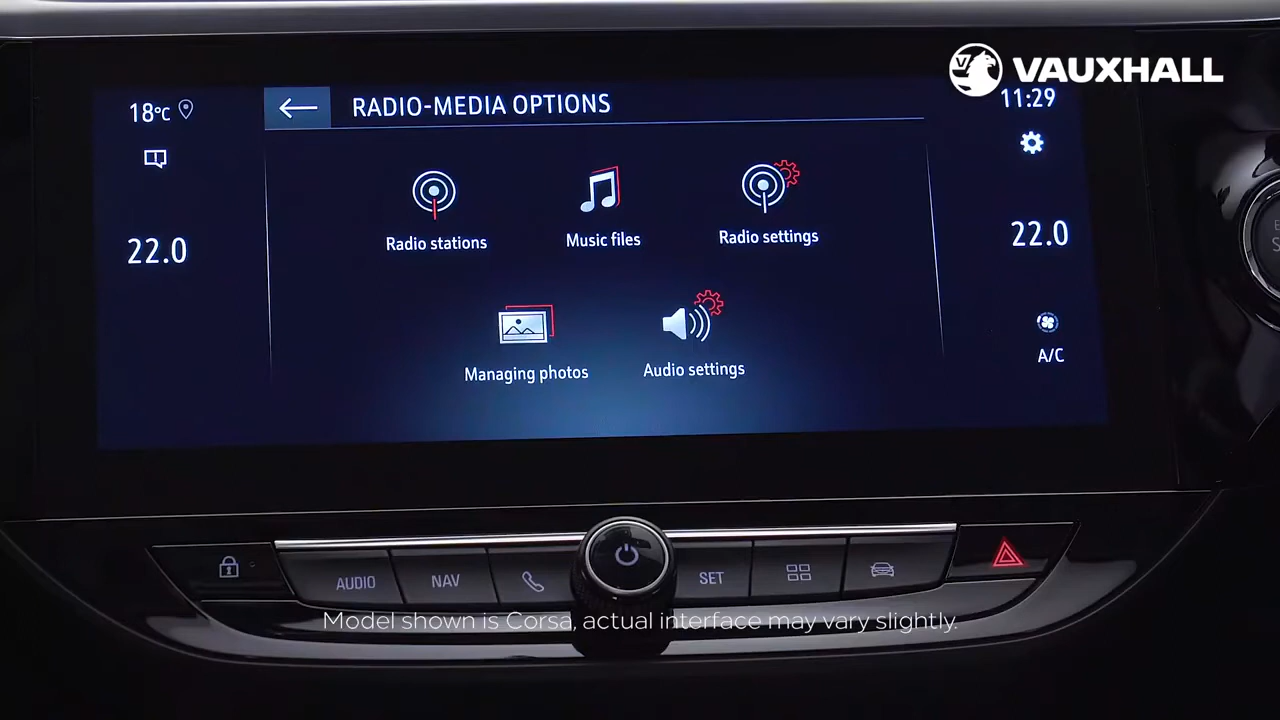 VAUXHALL
18°C
RADIO-MEDIA OPTIONS
11:29
22.0
Radio stations
Music files
Radio settings
22.0
Managing photos
Audio settings
A/C
AUDIO
NAV
SET
Model shown is Corsa, actual interface may vary slightly.